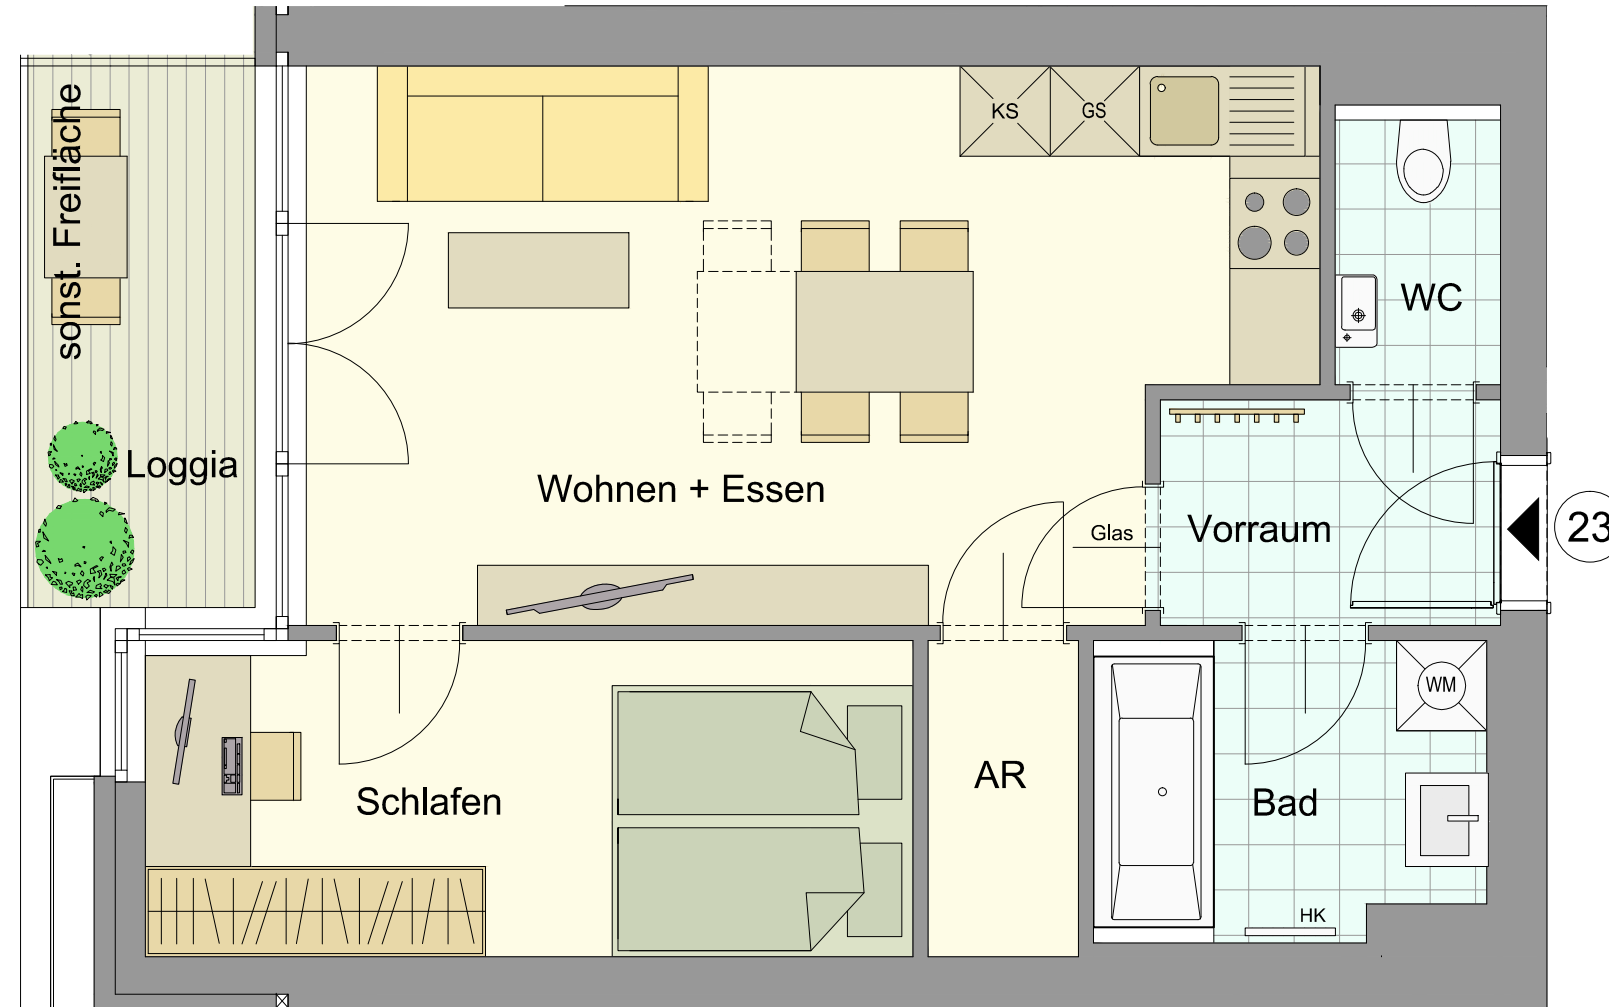 sonst. Freifläche
KS
GS
WC
Loggia
Wohnen + Essen
Glas
Vorraum
23
WM
AR
Schlafen
Bad
HK